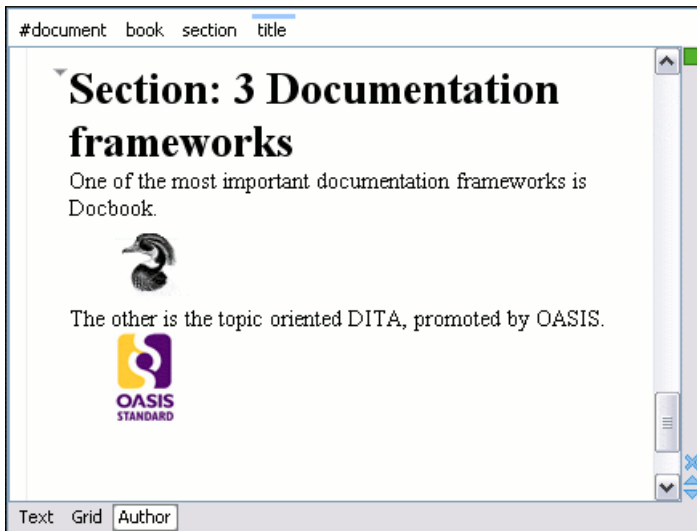 #document book section title
Section: 3 Documentation
frameworks
One of the most important documentation frameworks is
Docbook.
The other is the topic oriented DITA, promoted by OASIS.
OASIS
STANDARD
Text Grid Author